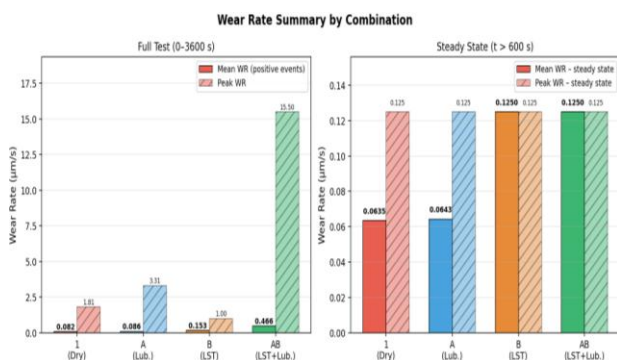 Wear Rate Summary by Combination
Full Test (0–3600 s)
Wear Rate (µm/s)
17.5
15.0
12.5
10.0
7.5
5.0
2.5
0.0
Mean WR (positive events)
Peak WR
0.082
1.81
0.086
3.31
0.153
1.00
0.466
15.50
1
(Dry)
A
(Lub.)
B
(LST)
AB
(LST+Lub.)
Steady State (t > 600 s)
Wear Rate (µm/s)
0.14
0.12
0.10
0.08
0.06
0.04
0.02
0.00
Mean WR – steady state
Peak WR – steady state
0.0635
0.125
0.0643
0.125
0.1250
0.125
0.1250
0.125
1
(Dry)
A
(Lub.)
B
(LST)
AB
(LST+Lub.)